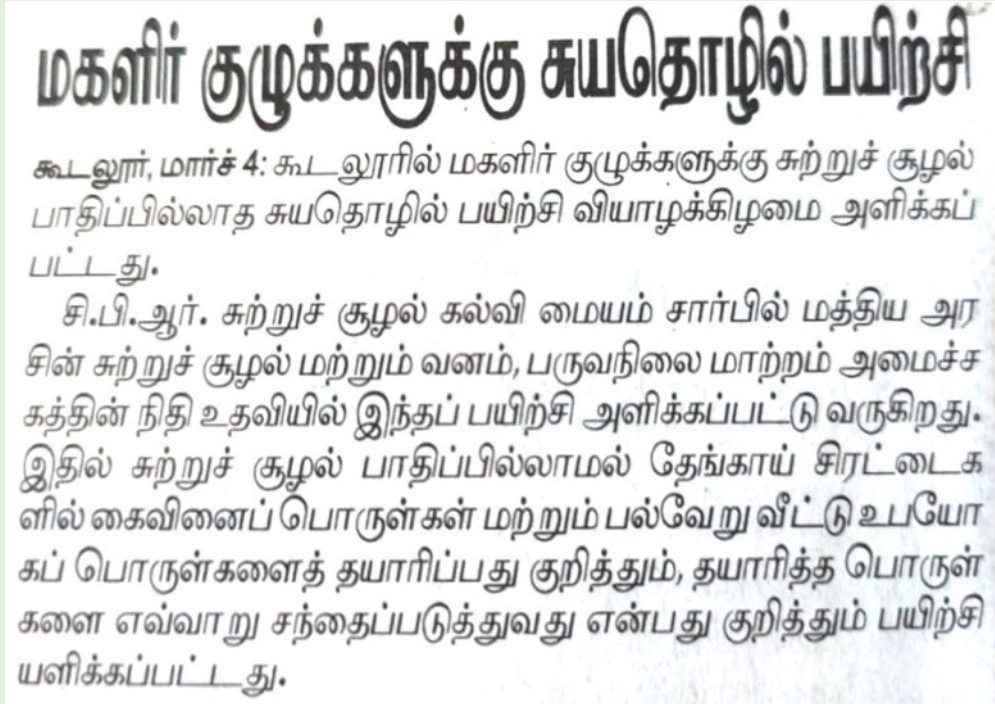 மகளிர் குழுக்களுக்கு சுயதொழில் பயிற்சி
கூடலூர், மார்ச் 4: கூடலூரில் மகளிர் குழுக்களுக்கு சுற்றுச் சூழல்
பாதிப்பில்லாத சுயதொழில் பயிற்சி வியாழக்கிழமை அளிக்கப்
பட்டது.
சி.பி.ஆர். சுற்றுச் சூழல் கல்வி மையம் சார்பில் மத்திய அர
சின் சுற்றுச் சூழல் மற்றும் வனம், பருவநிலை மாற்றம் அமைச்ச
கத்தின் நிதி உதவியில் இந்தப் பயிற்சி அளிக்கப்பட்டு வருகிறது.
இதில் சுற்றுச் சூழல் பாதிப்பில்லாமல் தேங்காய் சிரட்டைக
ளில் கைவினைப் பொருள்கள் மற்றும் பல்வேறு வீட்டு உபயோ
கப் பொருள்களைத் தயாரிப்பது குறித்தும், தயாரித்த பொருள்
களை எவ்வாறு சந்தைப்படுத்துவது என்பது குறித்தும் பயிற்சி
யளிக்கப்பட்டது.